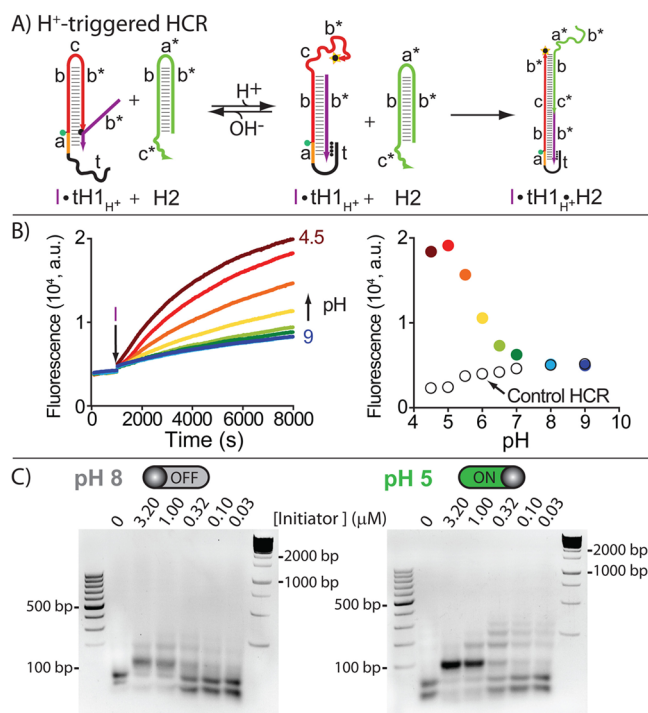 A) H⁺-triggered HCR
c
a*
b b* b b*
+
b*
a
t
c*
H⁺
OH⁻
b*
c
a*
b b* b b*
+
a
t
c*
a*
b*
b b
c c*
b b*
a
t
I•tH1H⁺ + H2
I•tH1H⁺ + H2
I•tH1H⁺•H2
B)
Fluorescence (10⁴, a.u.)
2
1
0
I
4.5
pH
9
0 2000 4000 6000 8000
Time (s)
Fluorescence (10⁴, a.u.)
2
1
0
Control HCR
4 5 6 7 8 9 10
pH
C)
pH 8 OFF
pH 5 ON
0 3.20 1.00 0.32 0.10 0.03
[Initiator] (µM)
0 3.20 1.00 0.32 0.10 0.03
500 bp
100 bp
2000 bp
1000 bp
500 bp
100 bp
2000 bp
1000 bp